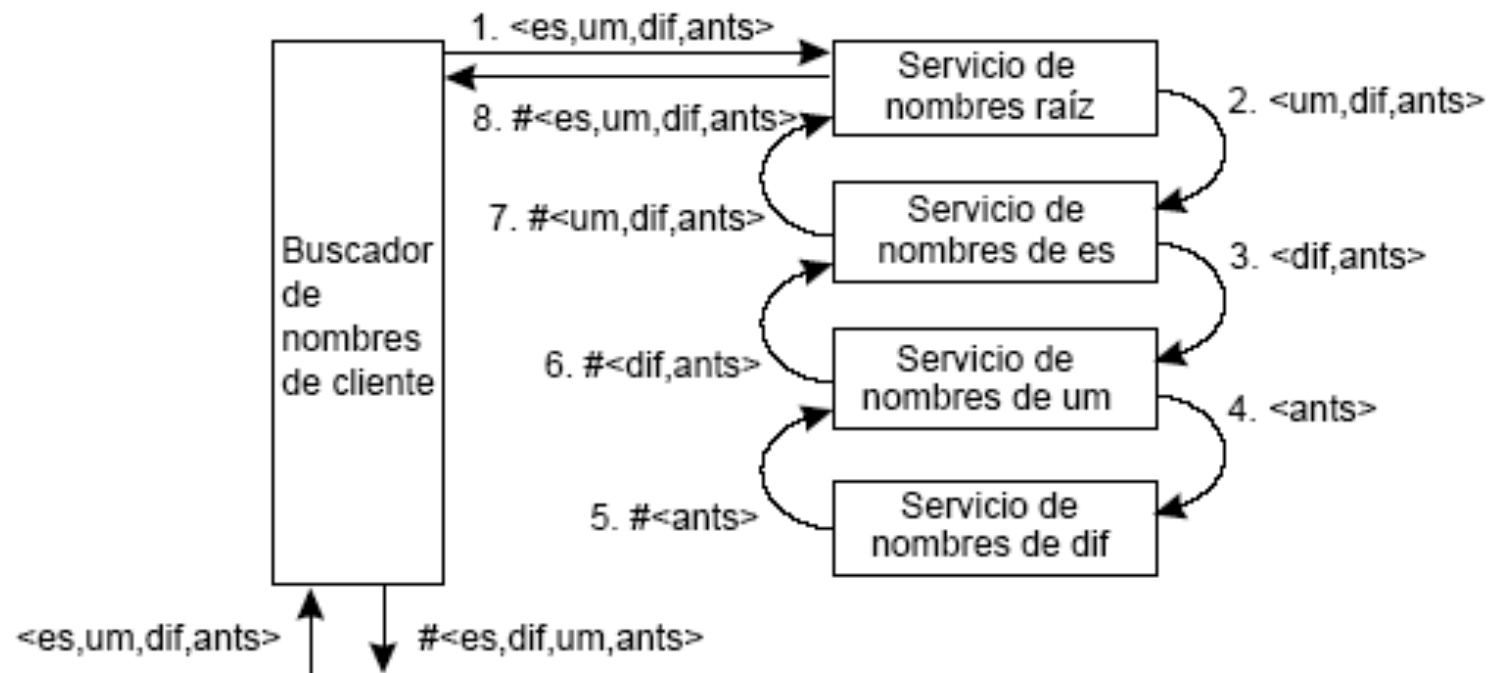 1. <es,um,dif,ants>
Servicio de
nombres raíz
2. <um,dif,ants>
8. #<es,um,dif,ants>
7. #<um,dif,ants>
Servicio de
nombres de es
3. <dif,ants>
Buscador
de
nombres
de cliente
6. #<dif,ants>
Servicio de
nombres de um
4. <ants>
5. #<ants>
Servicio de
nombres de dif
<es,um,dif,ants>
#<es,dif,um,ants>